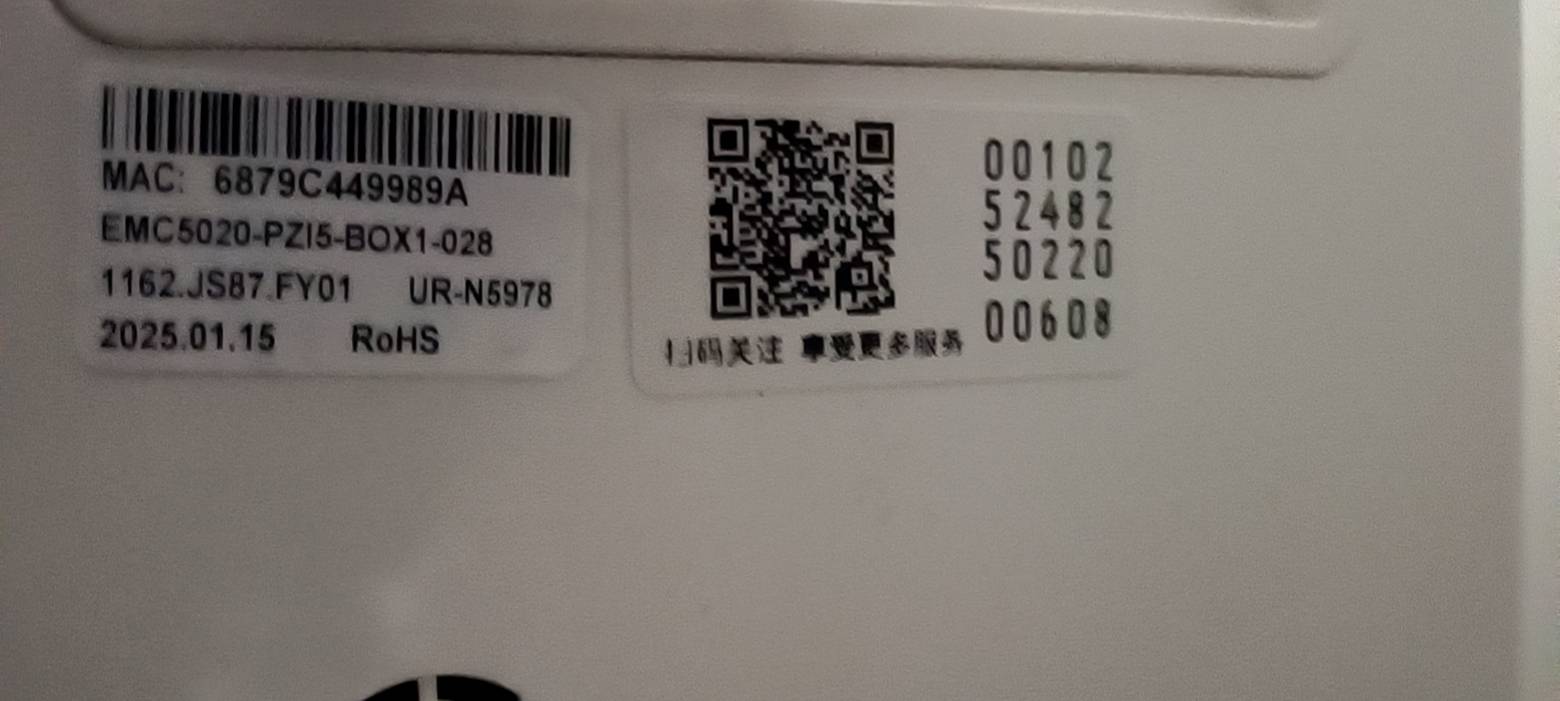 MAC: 6879C449989A
EMC5020-PZI5-BOX1-028
1162.JS87.FY01 UR-N5978
2025.01.15 RoHS
扫码关注 享受更多服务
00102
52482
50220
00608